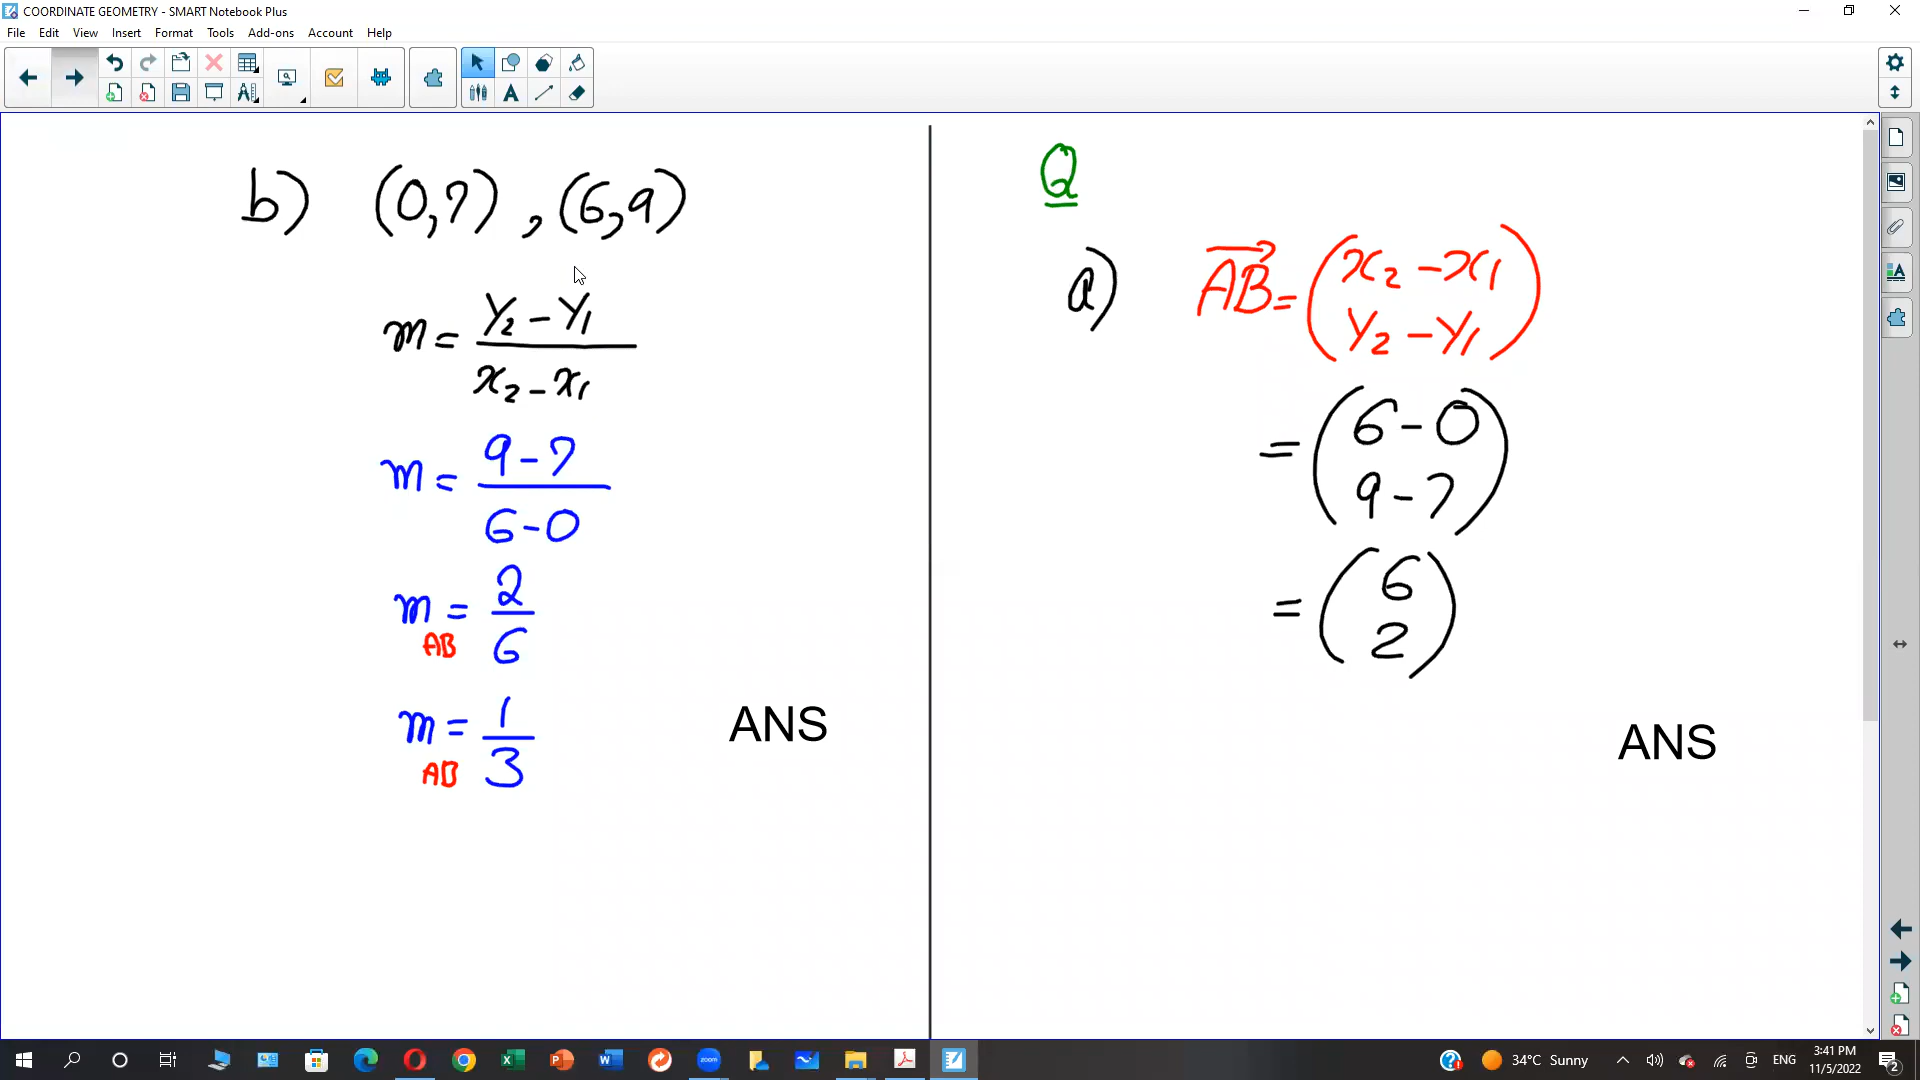 COORDINATE GEOMETRY - SMART Notebook Plus
File Edit View Insert Format Tools Add-ons Account Help
b) (0,7) , (6,9)
m = (y₂ - y₁) / (x₂ - x₁)
m = (9 - 7) / (6 - 0)
m AB = 2/6
m AB = 1/3
ANS
Q
a) AB⃗ = (x₂ - x₁
y₂ - y₁)
= (6 - 0
9 - 7)
= (6
2)
ANS
zoom
34°C Sunny
ENG
3:41 PM
11/5/2022
2